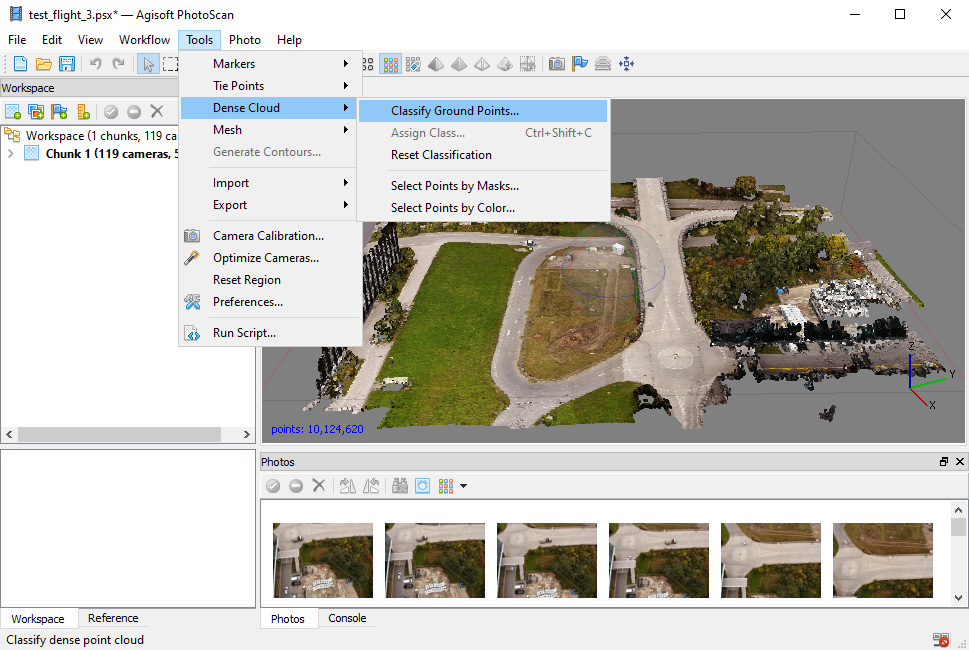 test_flight_3.psx* — Agisoft PhotoScan
File Edit View Workflow Tools Photo Help
Workspace
Workspace (1 chunks, 119 ca
Chunk 1 (119 cameras, 5
Markers
Tie Points
Dense Cloud
Mesh
Generate Contours...
Import
Export
Camera Calibration...
Optimize Cameras...
Reset Region
Preferences...
Run Script...
Classify Ground Points...
Assign Class... Ctrl+Shift+C
Reset Classification
Select Points by Masks...
Select Points by Color...
Z
Y
X
points: 10,124,620
Photos
Workspace Reference
Photos Console
Classify dense point cloud